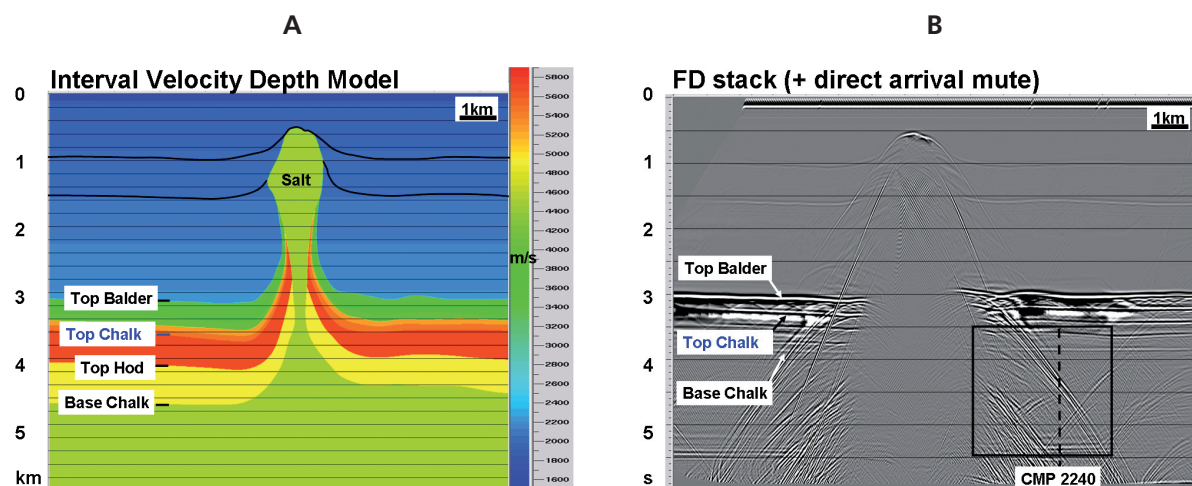 A
B
Interval Velocity Depth Model
FD stack (+ direct arrival mute)
0
1
2
3
4
5
km
1km
Salt
Top Balder
Top Chalk
Top Hod
Base Chalk
5800
5600
5400
5200
5000
4800
4600
4400
4200
4000
m/s
3800
3600
3400
3200
3000
2800
2600
2400
2200
2000
1800
1600
0
1
2
3
4
5
s
1km
Top Balder
Top Chalk
Base Chalk
CMP 2240